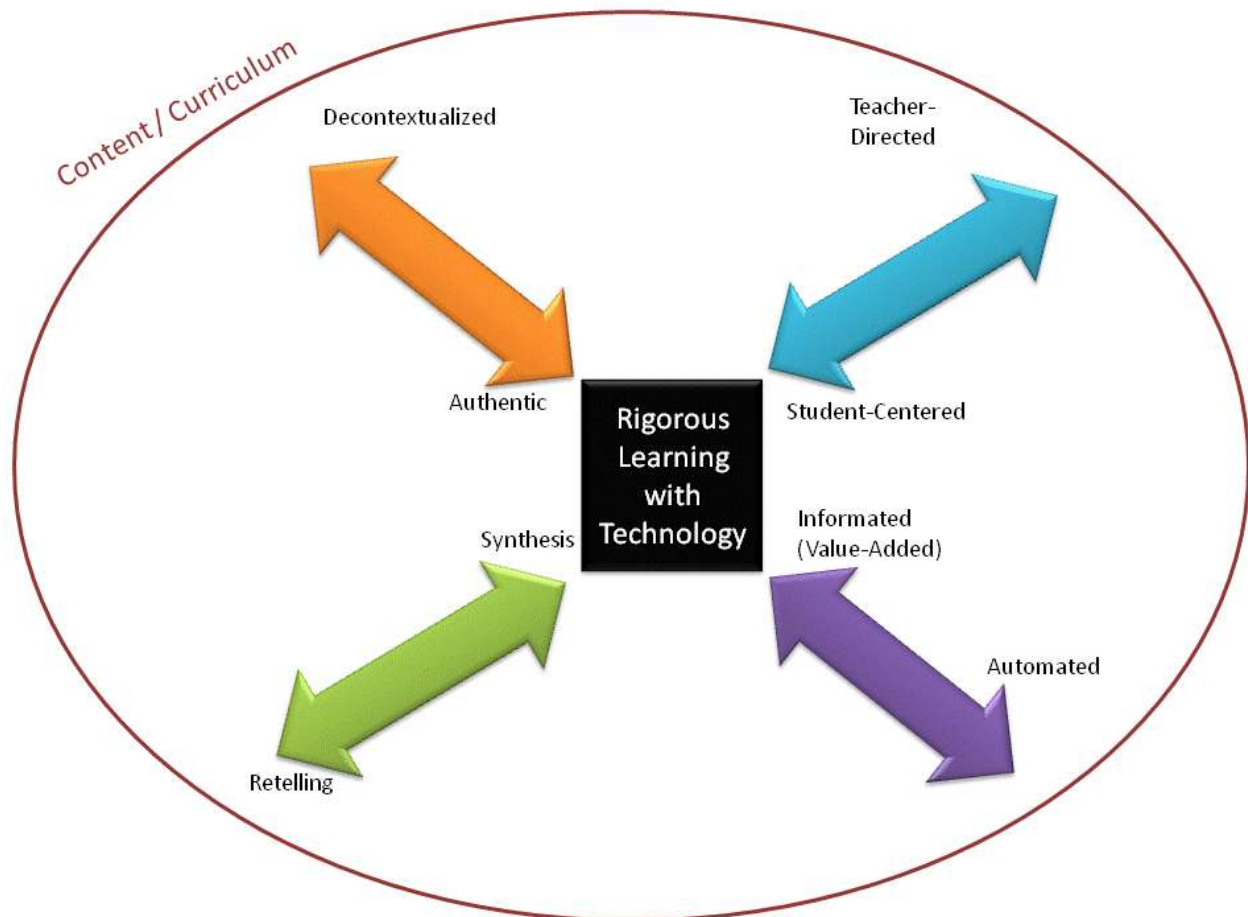 Content / Curriculum
Decontextualized
Teacher-
Directed
Authentic
Student-Centered
Rigorous
Learning
with
Technology
Synthesis
Informated
(Value-Added)
Automated
Retelling